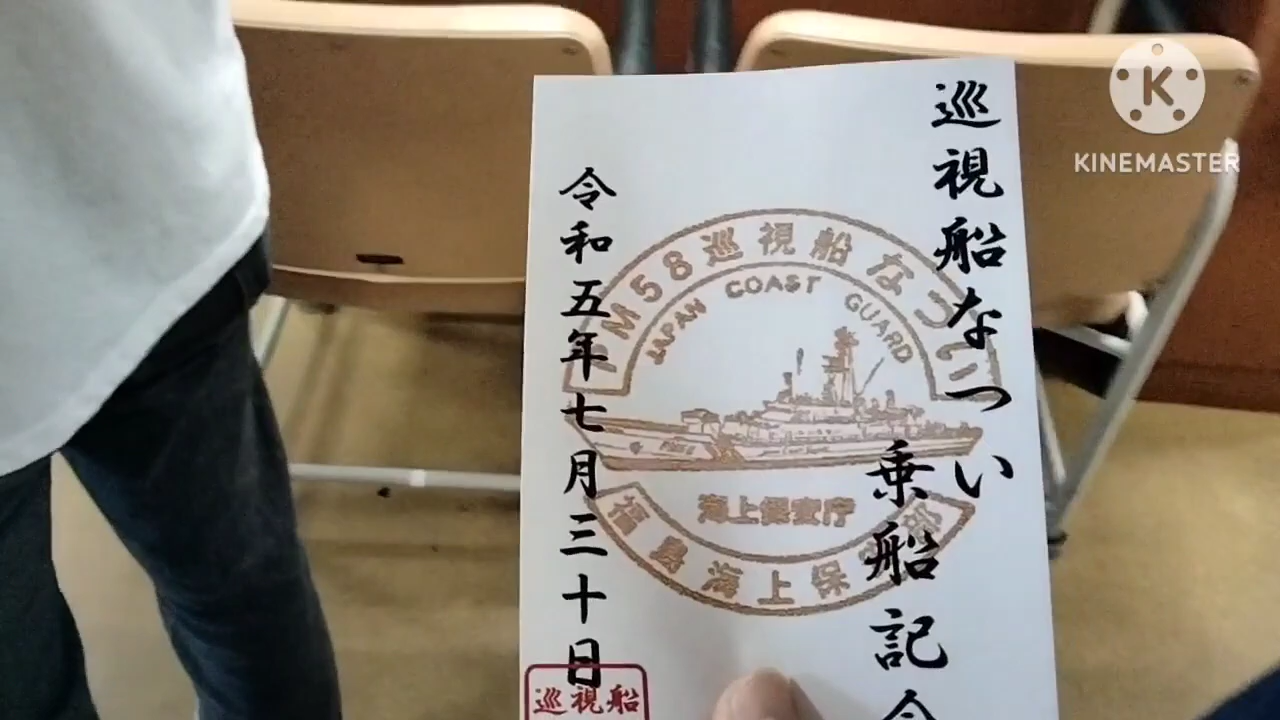 巡視船なつい
乗船記念
令和五年七月三十日
PM58巡視船なつい
JAPAN COAST GUARD
海上保安庁
福島海上保
巡視船
K
KINEMASTER